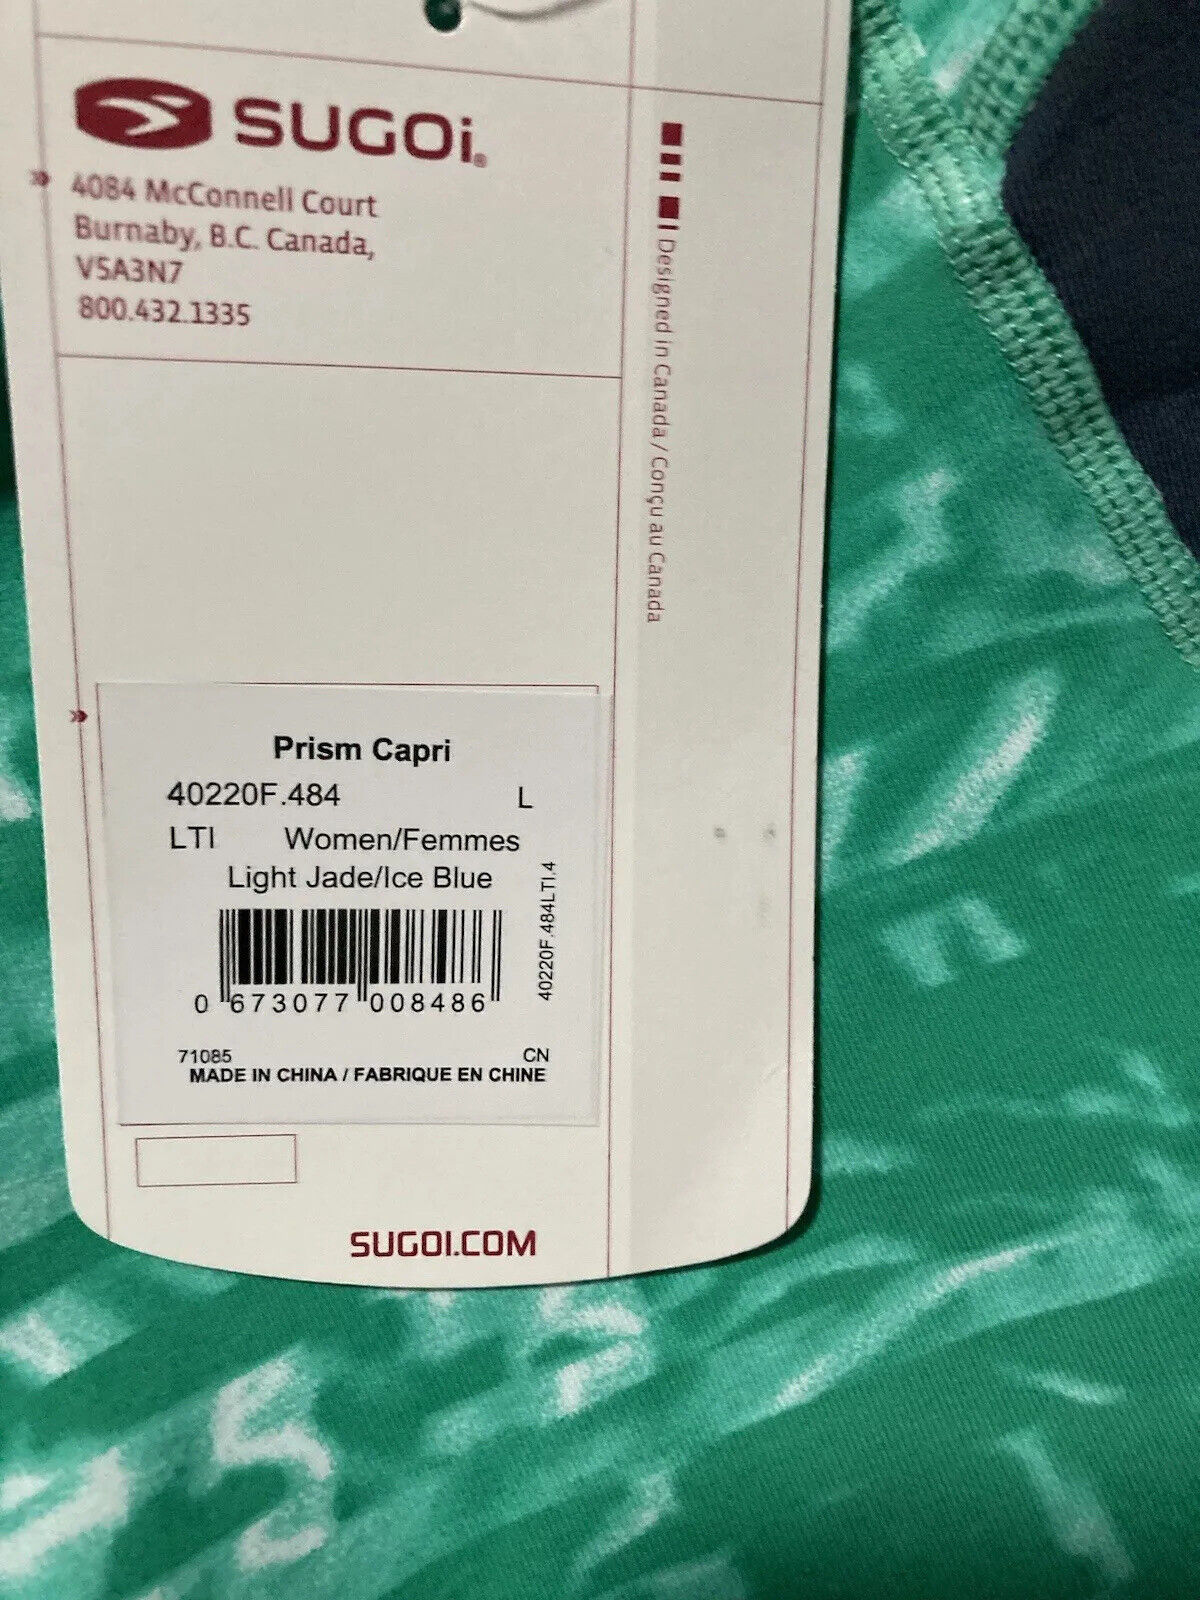 SUGOi®
4084 McConnell Court
Burnaby, B.C. Canada,
V5A3N7
800.432.1335
Designed in Canada / Conçu au Canada
Prism Capri
40220F.484 L
LTI Women/Femmes
Light Jade/Ice Blue
40220F.484LTI.4
0 673077 008486
71085 CN
MADE IN CHINA / FABRIQUE EN CHINE
SUGOI.COM